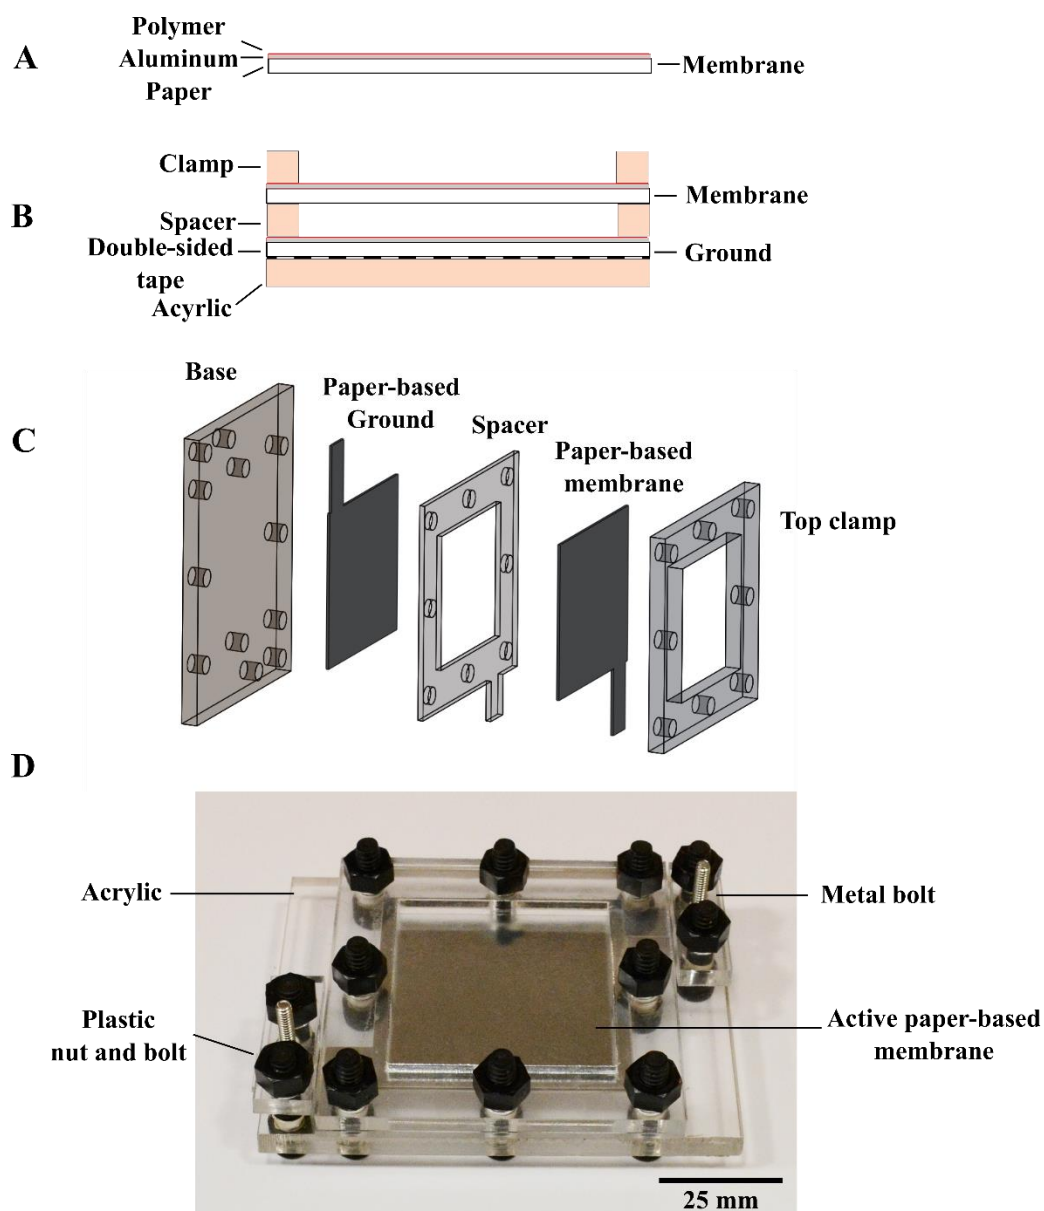 A
Polymer
Aluminum
Paper
Membrane
B
Clamp
Membrane
Spacer
Double-sided
tape
Ground
Acyrlic
C
Base
Paper-based
Ground
Spacer
Paper-based
membrane
Top clamp
D
Acrylic
Metal bolt
Plastic
nut and bolt
Active paper-based
membrane
25 mm